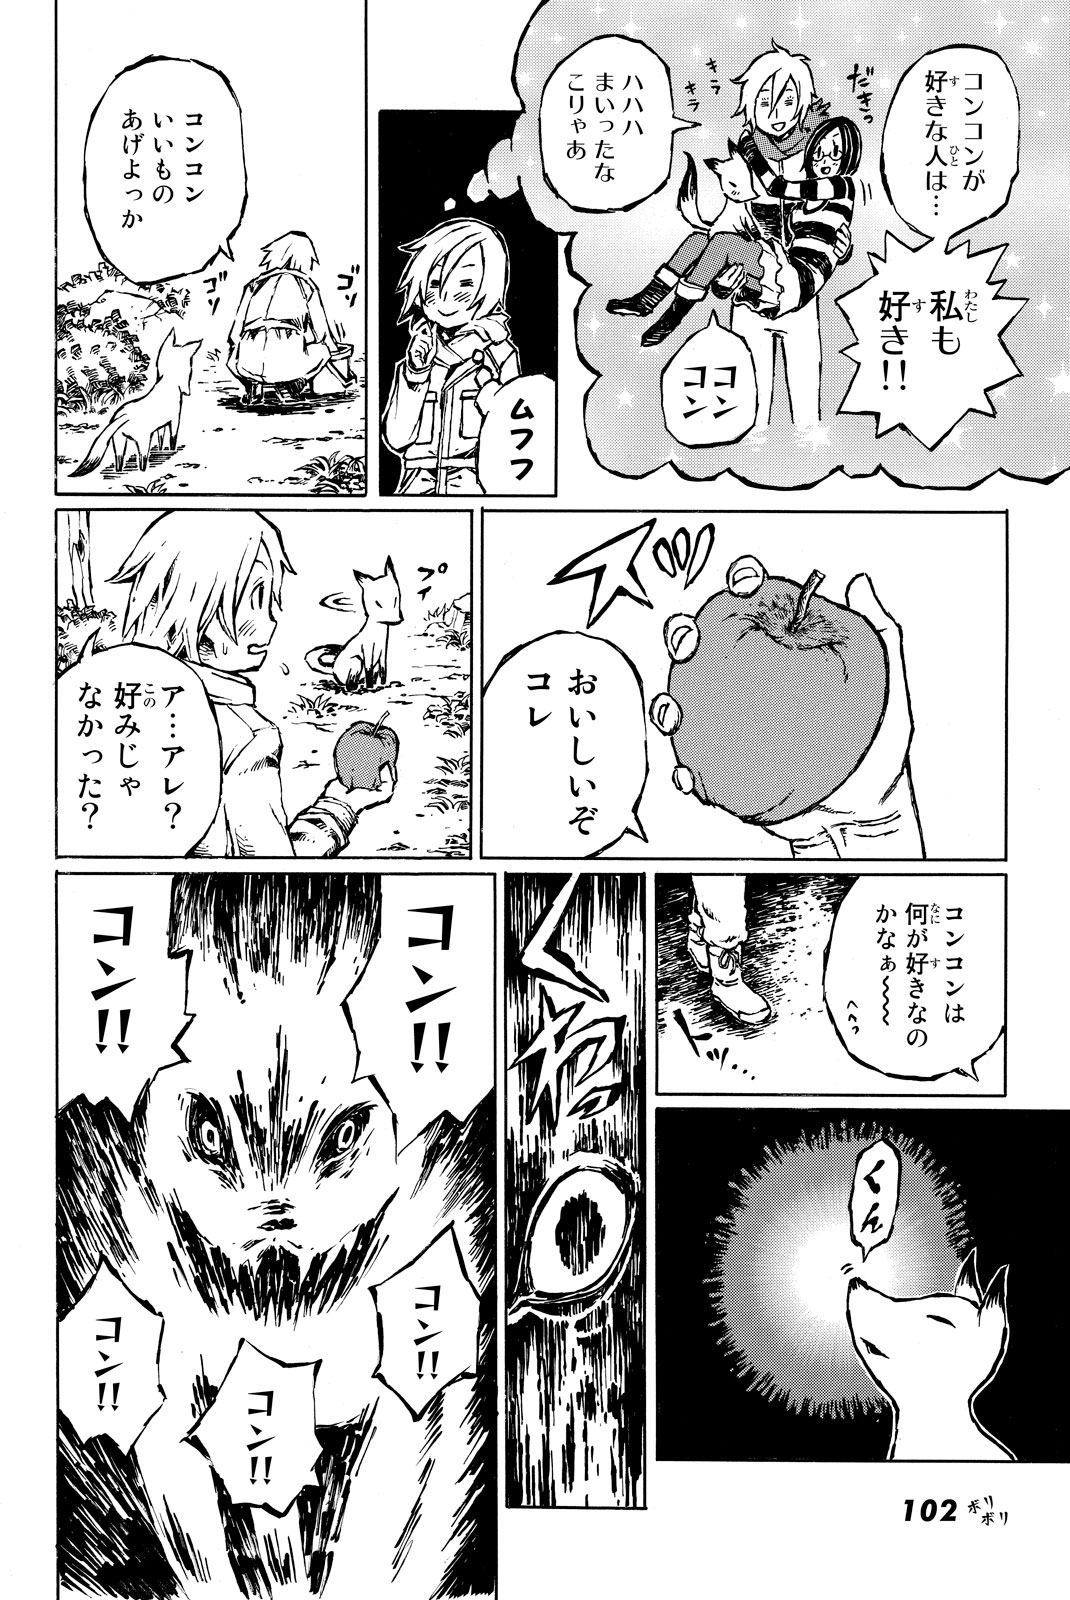 コンコンが
好きな人は…
私も
好き!!
だきっ
キラ
キラ
ハハハ
まいったな
こりゃあ
コン
コン
ムフフ
コンコン
いいもの
あげよっか
ゴソ
ゴソ
おいしいぞ
コレ
プイ
ア…アレ?
好みじゃ
なかった?
コンコンは
何が好きなの
かなぁ～～～
へへっ
ドッ…
くん
くわっ
コン!!
コン!!
コン!!
コン!!
コン!!
102
ボリ
ボリ